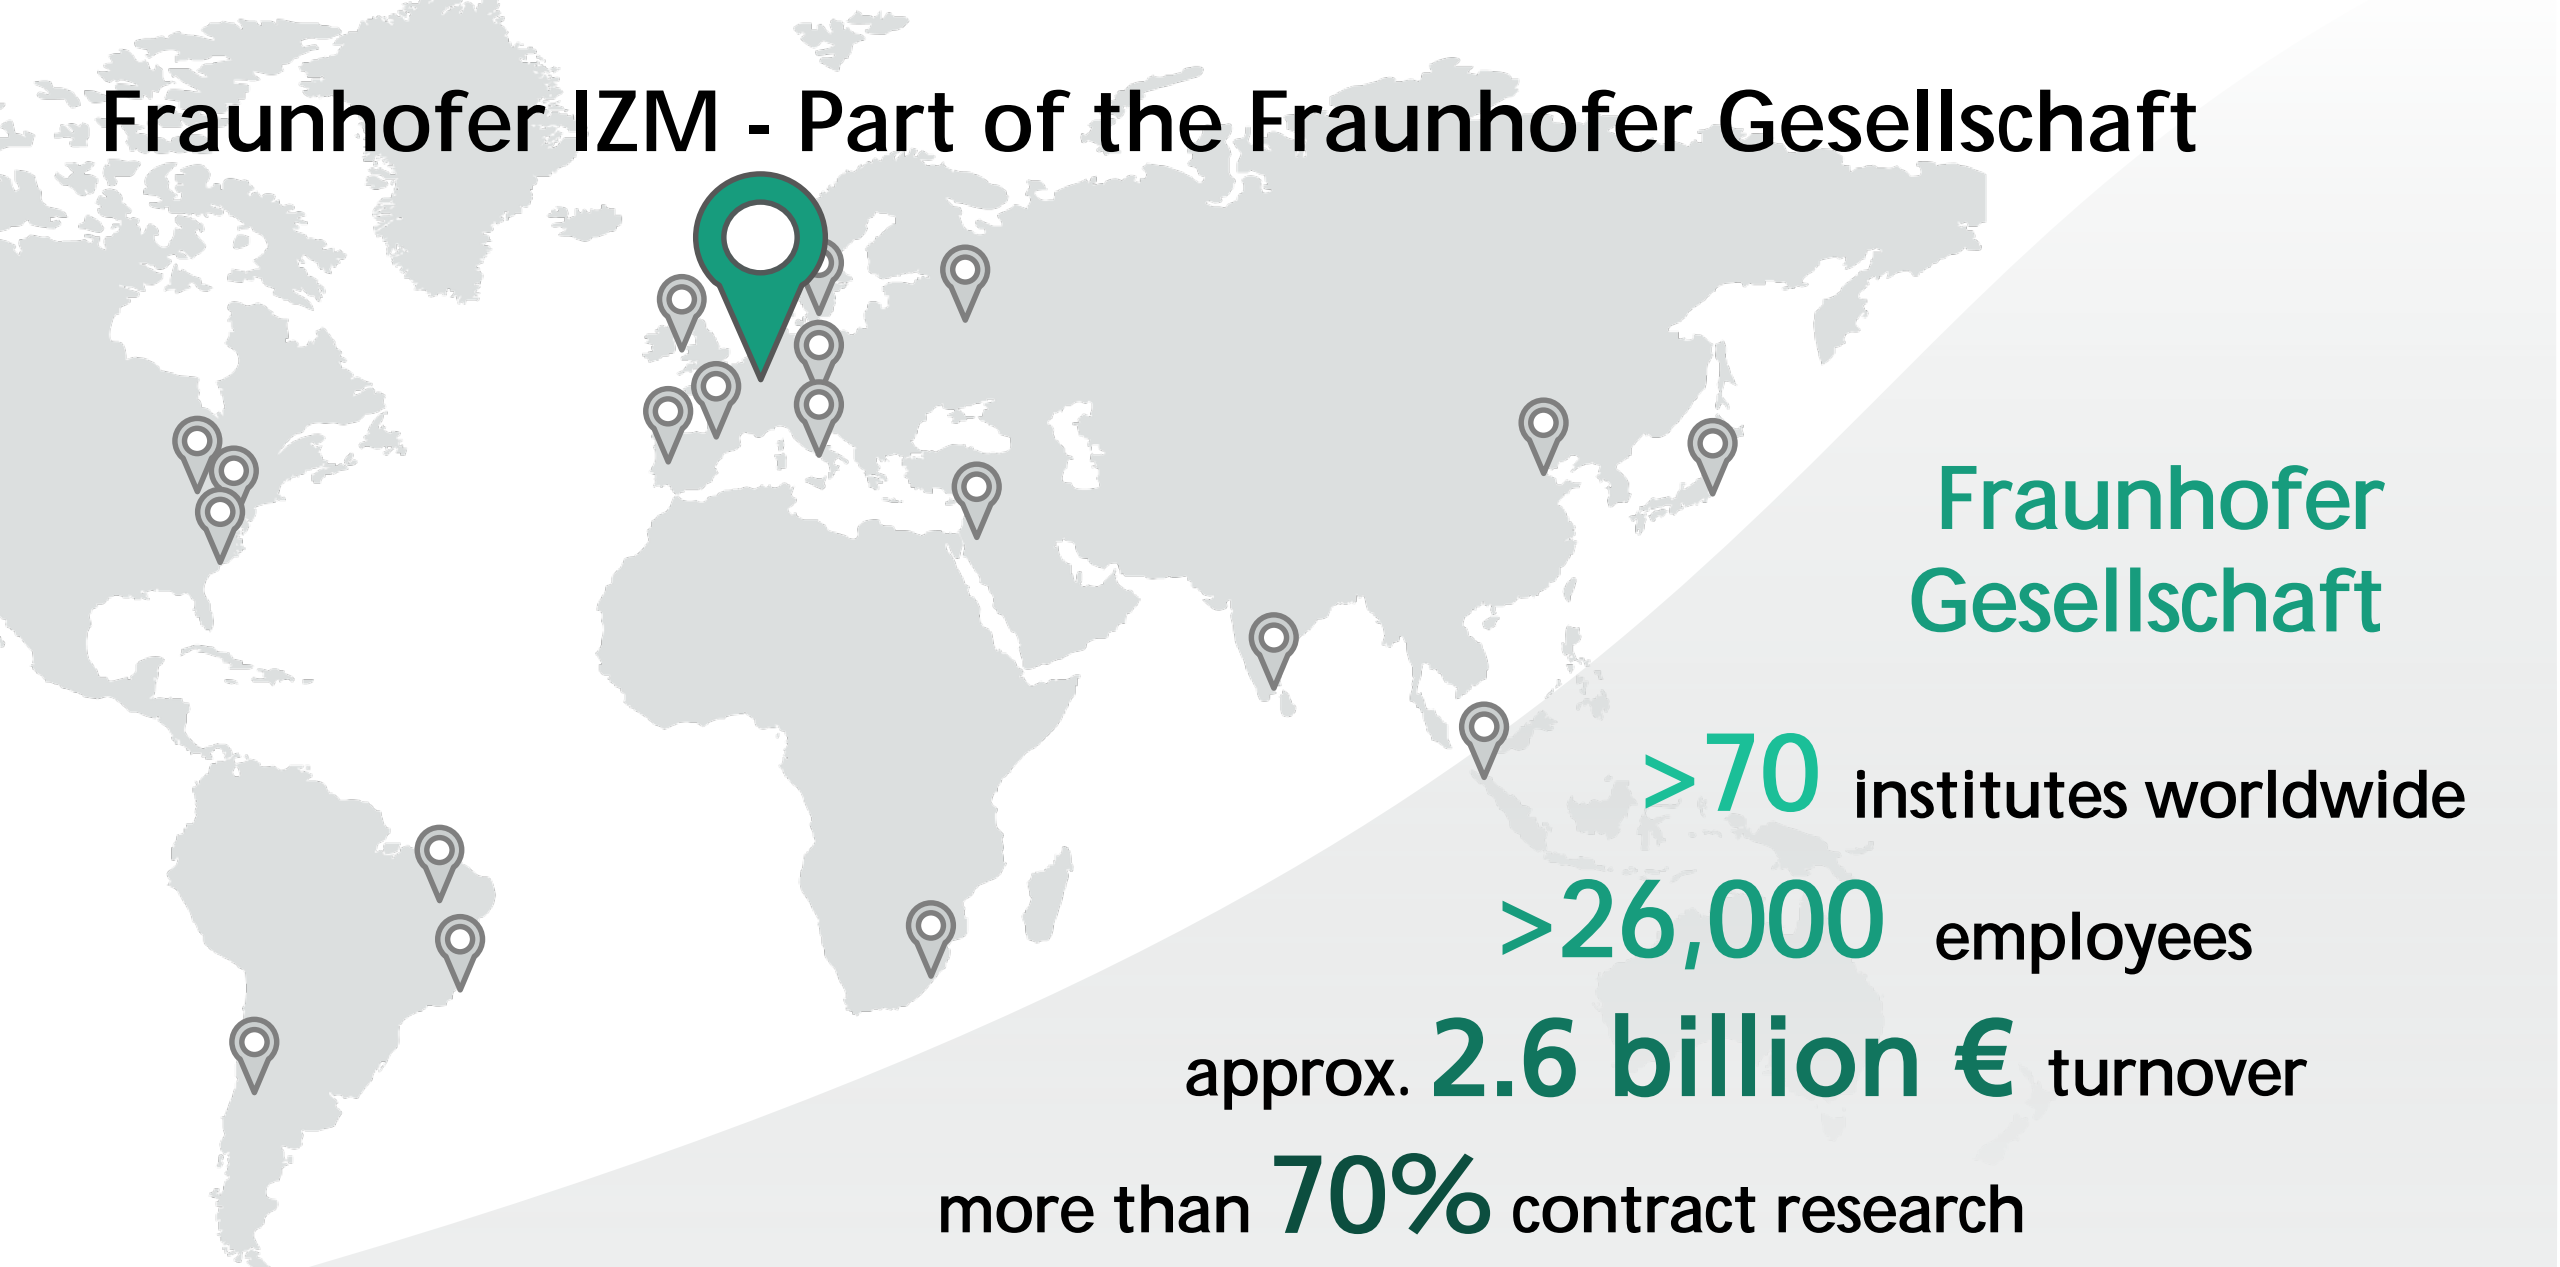 Fraunhofer IZM - Part of the Fraunhofer Gesellschaft
Fraunhofer
Gesellschaft
>70 institutes worldwide
>26,000 employees
approx. 2.6 billion € turnover
more than 70% contract research